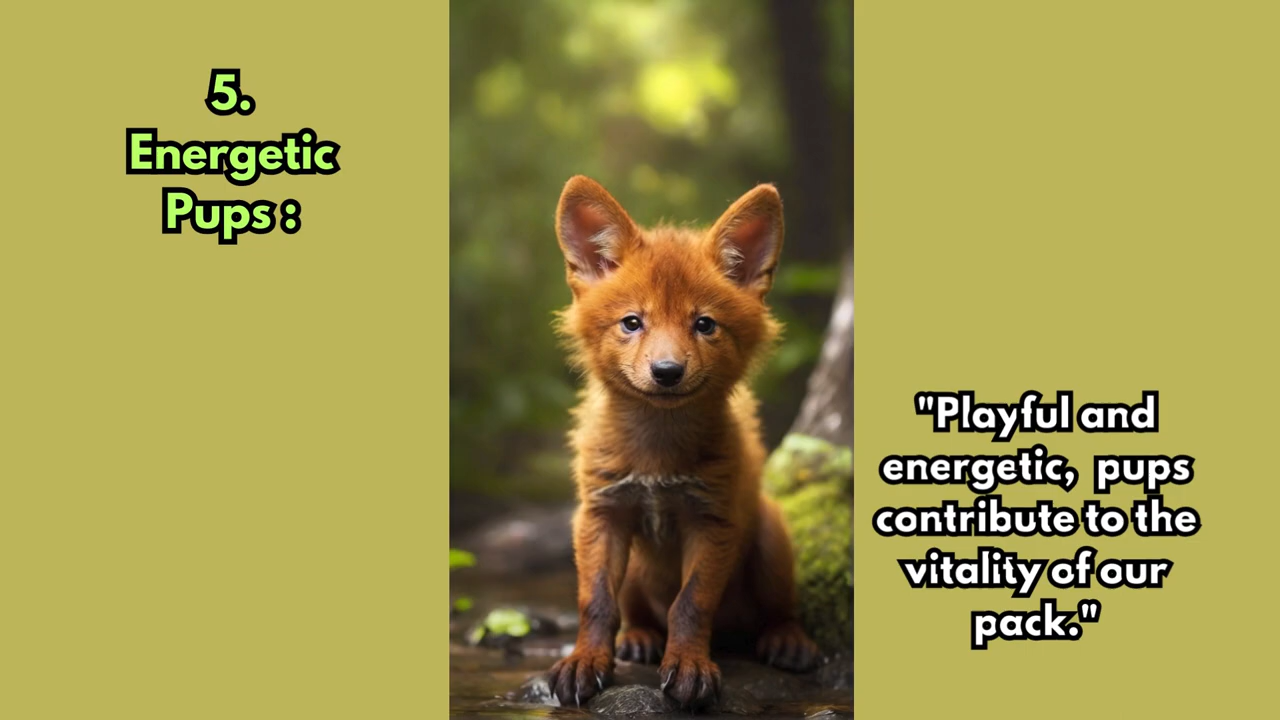 5.
Energetic
Pups :
"Playful and
energetic,  pups
contribute to the
vitality of our
pack."